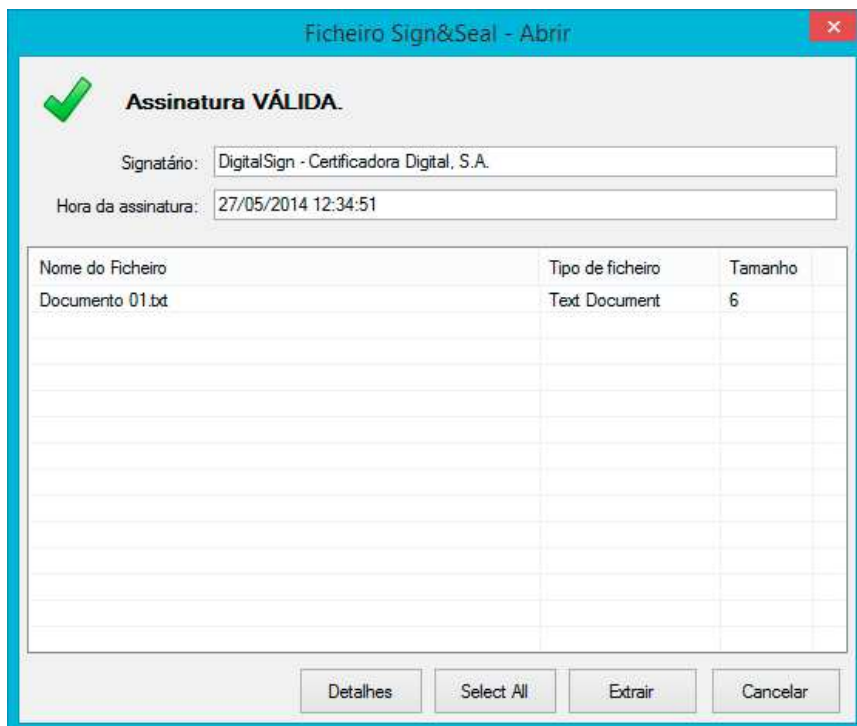 Ficheiro Sign&Seal - Abrir
Assinatura VÁLIDA.
Signatário: DigitalSign - Certificadora Digital, S.A.
Hora da assinatura: 27/05/2014 12:34:51
Nome do Ficheiro Tipo de ficheiro Tamanho
Documento 01.txt Text Document 6
Detalhes Select All Extrair Cancelar